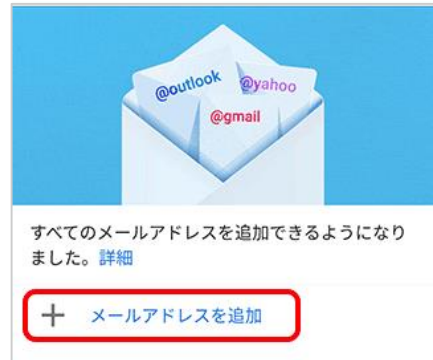 @outlook
@yahoo
@gmail
すべてのメールアドレスを追加できるようになり
ました。詳細
+ メールアドレスを追加